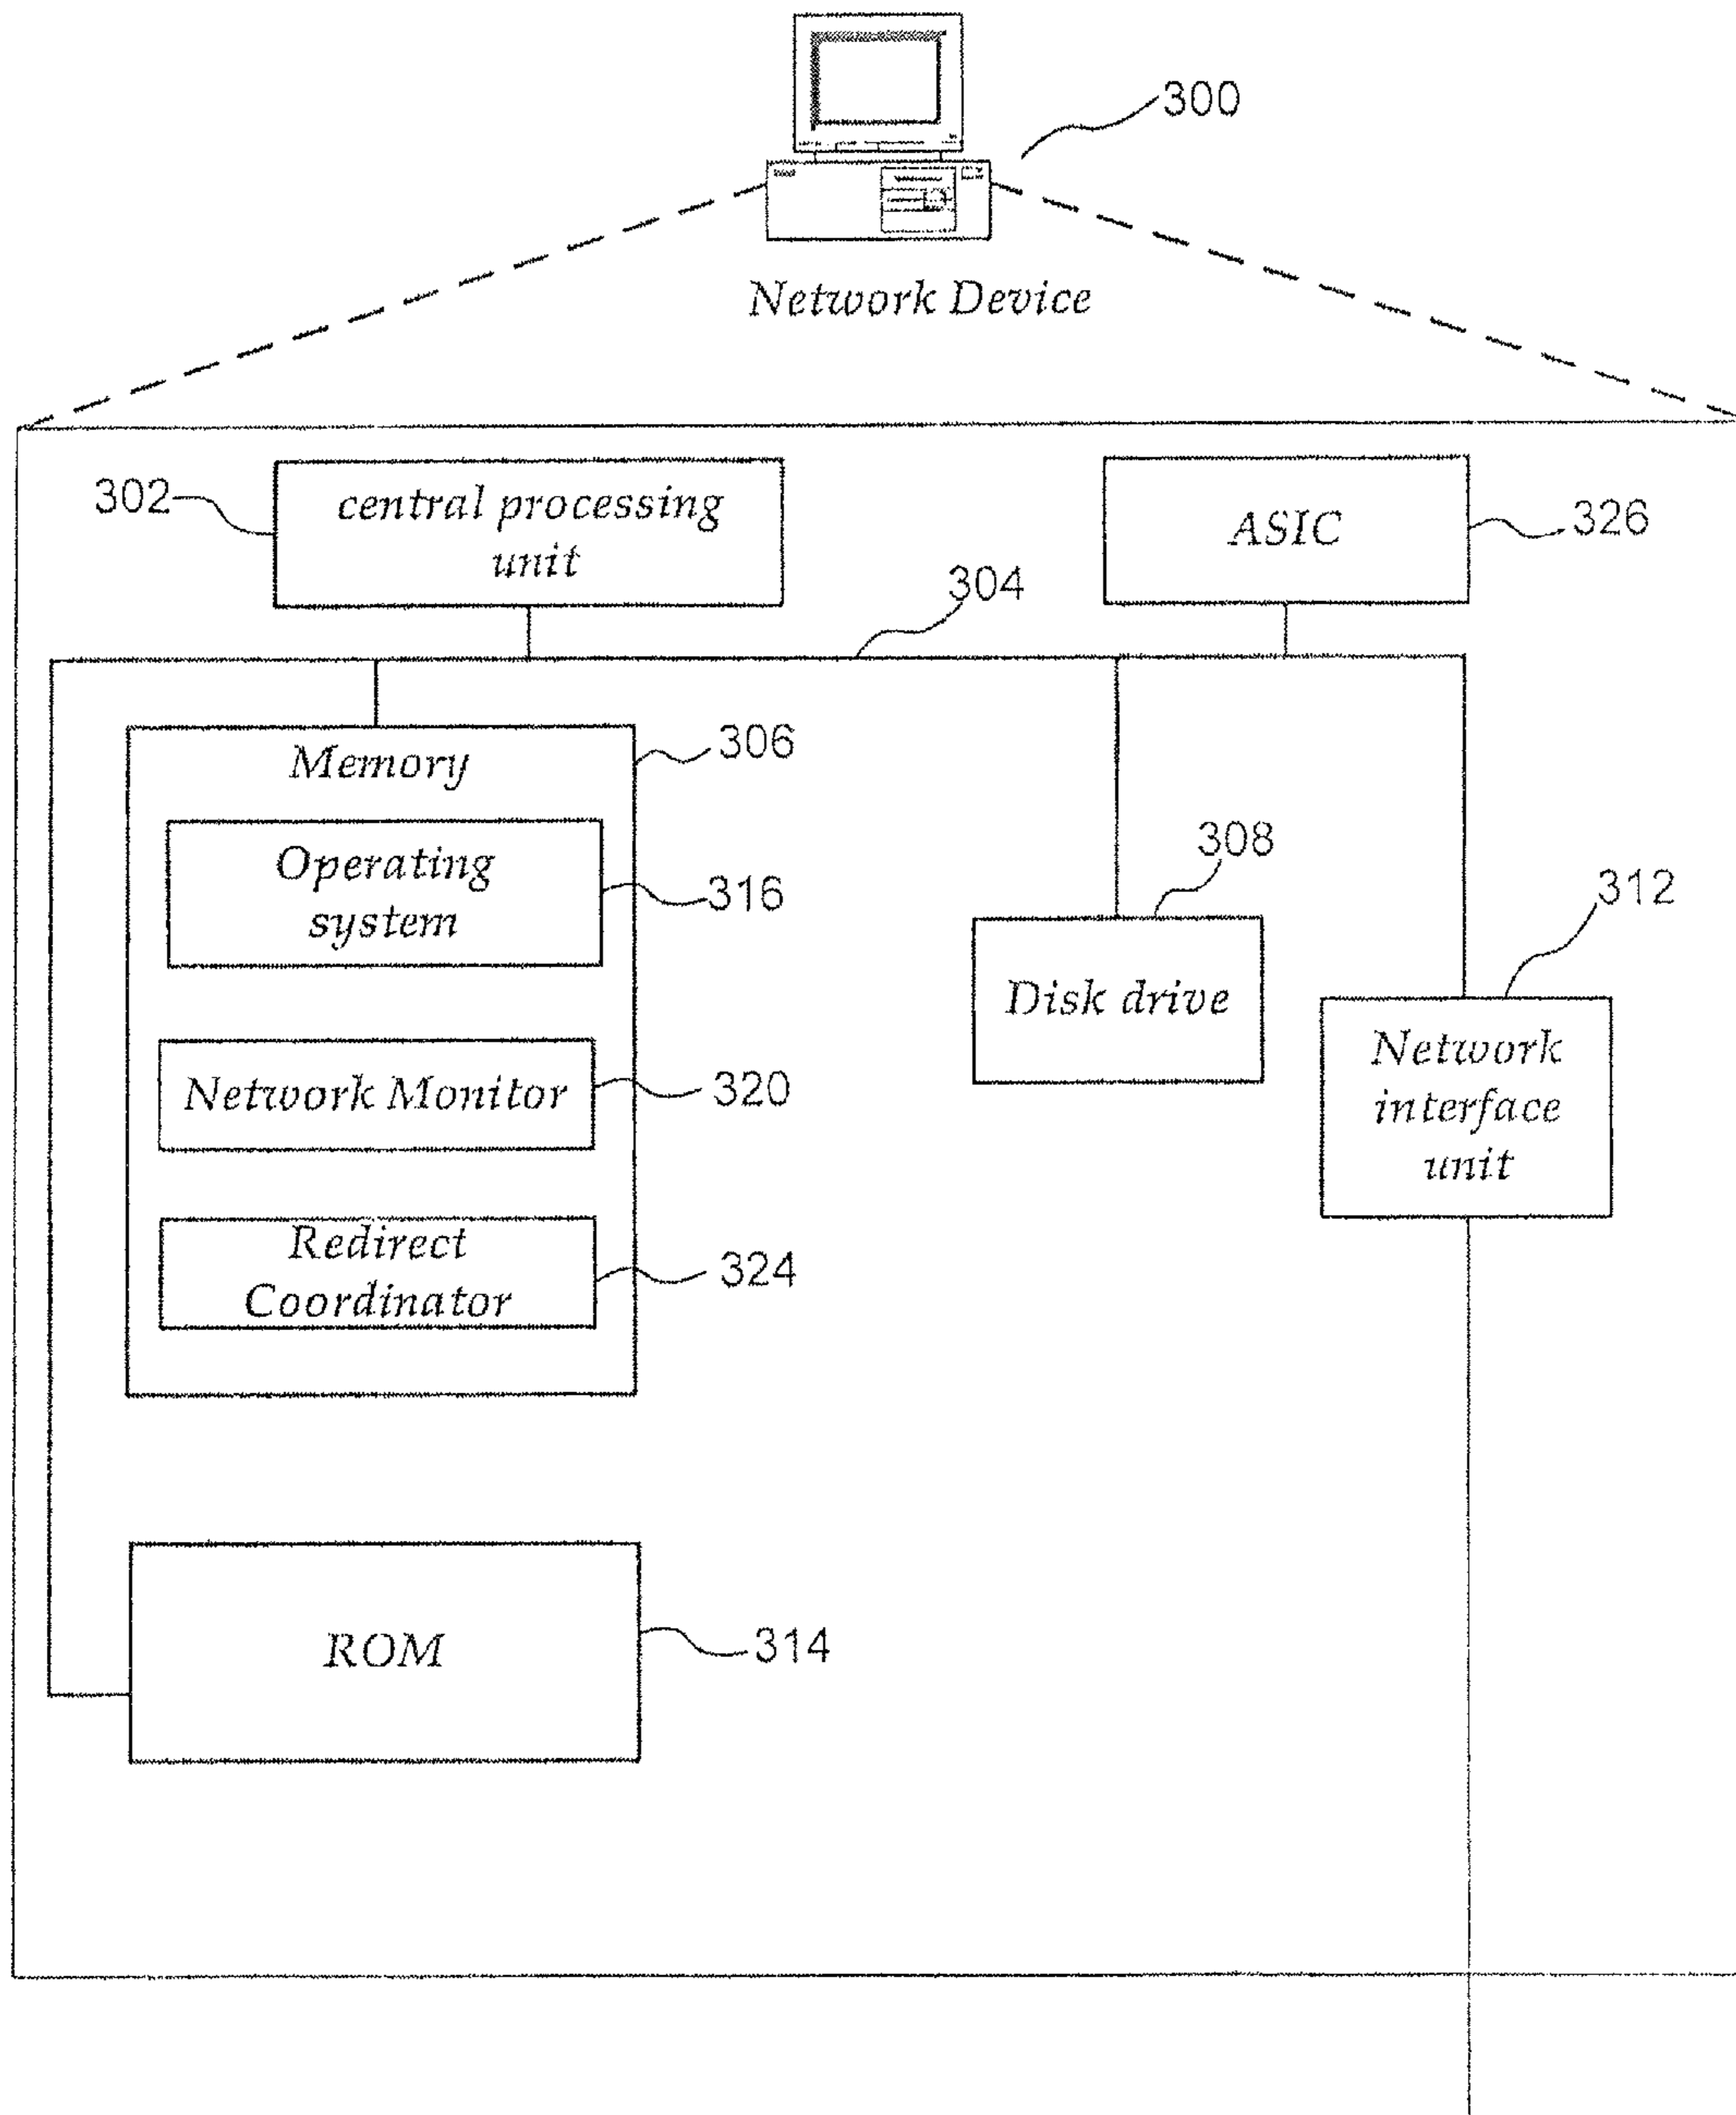 300
Network Device
302
central processing
unit
ASIC
326
304
Memory
306
Operating
system
316
308
Disk drive
312
Network
interface
unit
Network Monitor
320
Redirect
Coordinator
324
ROM
314